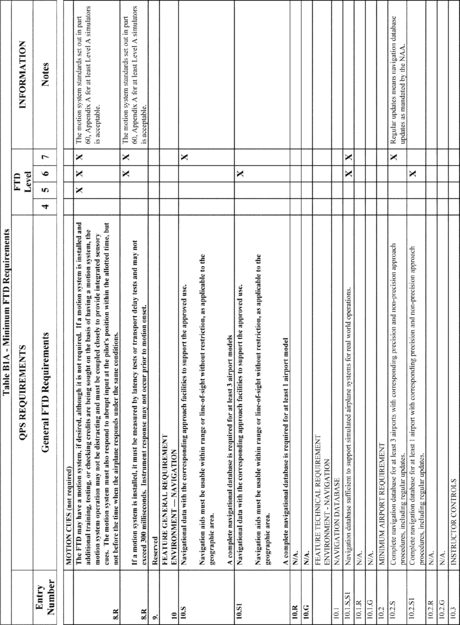 Table B1A - Minimum FTD Requirements
QPS REQUIREMENTS
FTD
Level
INFORMATION
Entry
Number
General FTD Requirements
4 5 6 7
Notes
MOTION CUES (not required)
8.R
The FTD may have a motion system, if desired, although it is not required. If a motion system is installed and
additional training, testing, or checking credits are being sought on the basis of having a motion system, the
motion system operation may not be distracting and must be coupled closely to provide integrated sensory
cues. The motion system must also respond to abrupt input at the pilot's position within the allotted time, but
not before the time when the airplane responds under the same conditions.
X X X
The motion system standards set out in part
60, Appendix A for at least Level A simulators
is acceptable.
8.R
If a motion system is installed, it must be measured by latency tests or transport delay tests and may not
exceed 300 milliseconds. Instrument response may not occur prior to motion onset.
X X
The motion system standards set out in part
60, Appendix A for at least Level A simulators
is acceptable.
9. Reserved
10
FEATURE GENERAL REQUIREMENT
ENVIRONMENT — NAVIGATION
10.S
Navigational data with the corresponding approach facilities to support the approved use.
X
Navigation aids must be usable within range or line-of-sight without restriction, as applicable to the
geographic area.
A complete navigational database is required for at least 3 airport models
10.S1
Navigational data with the corresponding approach facilities to support the approved use.
X
Navigation aids must be usable within range or line-of-sight without restriction, as applicable to the
geographic area.
A complete navigational database is required for at least 1 airport model
10.R N/A.
10.G N/A.
FEATURE TECHNICAL REQUIREMENT
ENVIRONMENT - NAVIGATION
10.1 NAVIGATION DATABASE
10.1.S,S1 Navigation database sufficient to support simulated airplane systems for real world operations. X X
10.1.R N/A.
10.1.G N/A.
10.2 MINIMUM AIRPORT REQUIREMENT
10.2.S
Complete navigation database for at least 3 airports with corresponding precision and non-precision approach
procedures, including regular updates.
X
Regular updates means navigation database
updates as mandated by the NAA.
10.2.S1
Complete navigation database for at least 1 airport with corresponding precision and non-precision approach
procedures, including regular updates.
X
10.2.R N/A.
10.2.G N/A.
10.3 INSTRUMENT CONTROLS